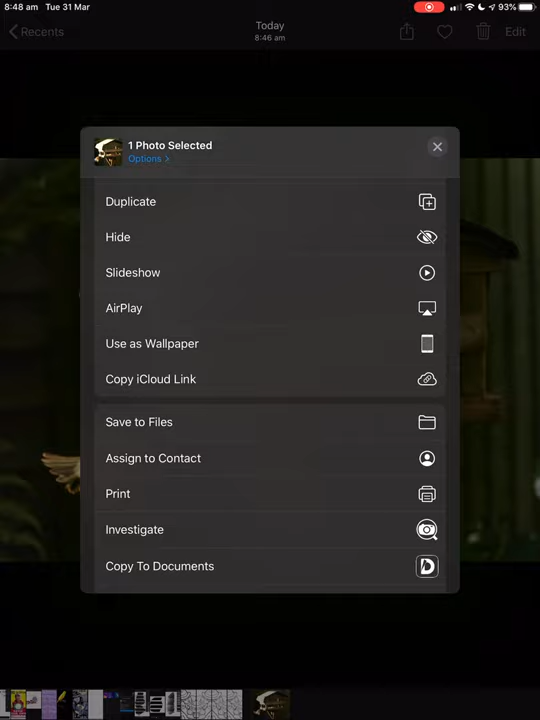 8:48 am Tue 31 Mar
93%
Recents
Today
8:46 am
Edit
1 Photo Selected
Options >
Duplicate
Hide
Slideshow
AirPlay
Use as Wallpaper
Copy iCloud Link
Save to Files
Assign to Contact
Print
Investigate
Copy To Documents